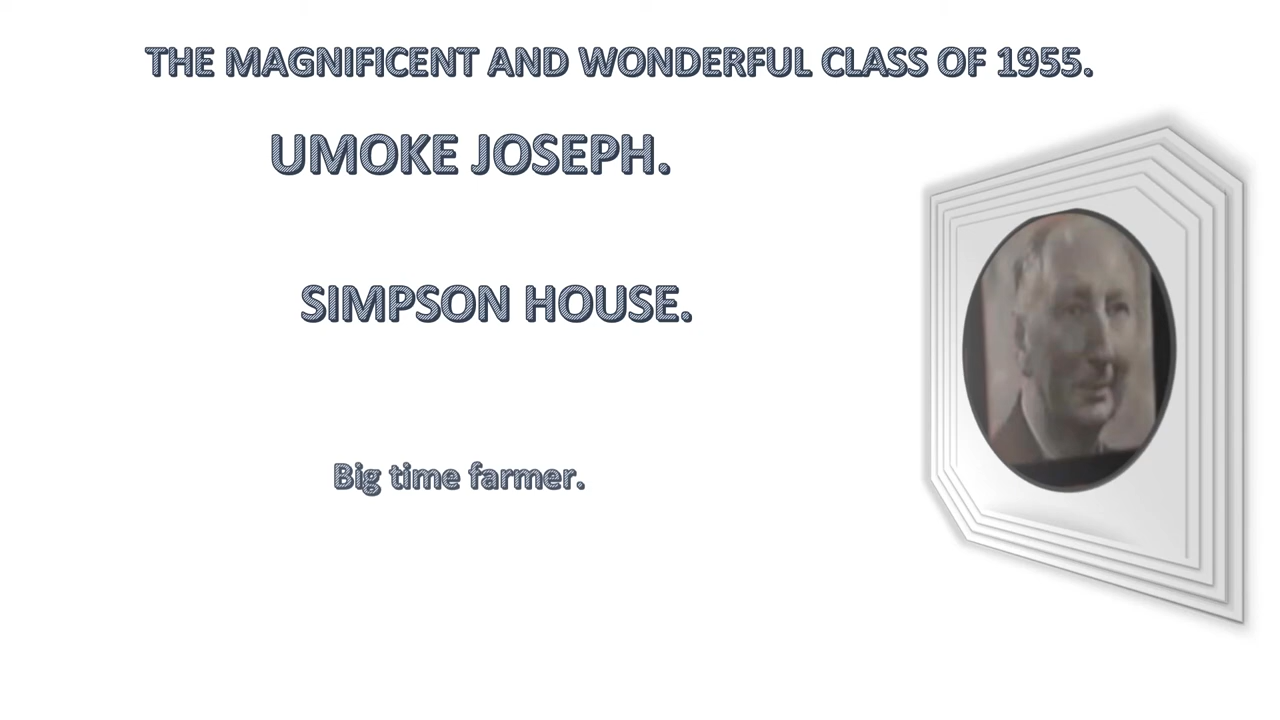 THE MAGNIFICENT AND WONDERFUL CLASS OF 1955.
UMOKE JOSEPH.
SIMPSON HOUSE.
Big time farmer.